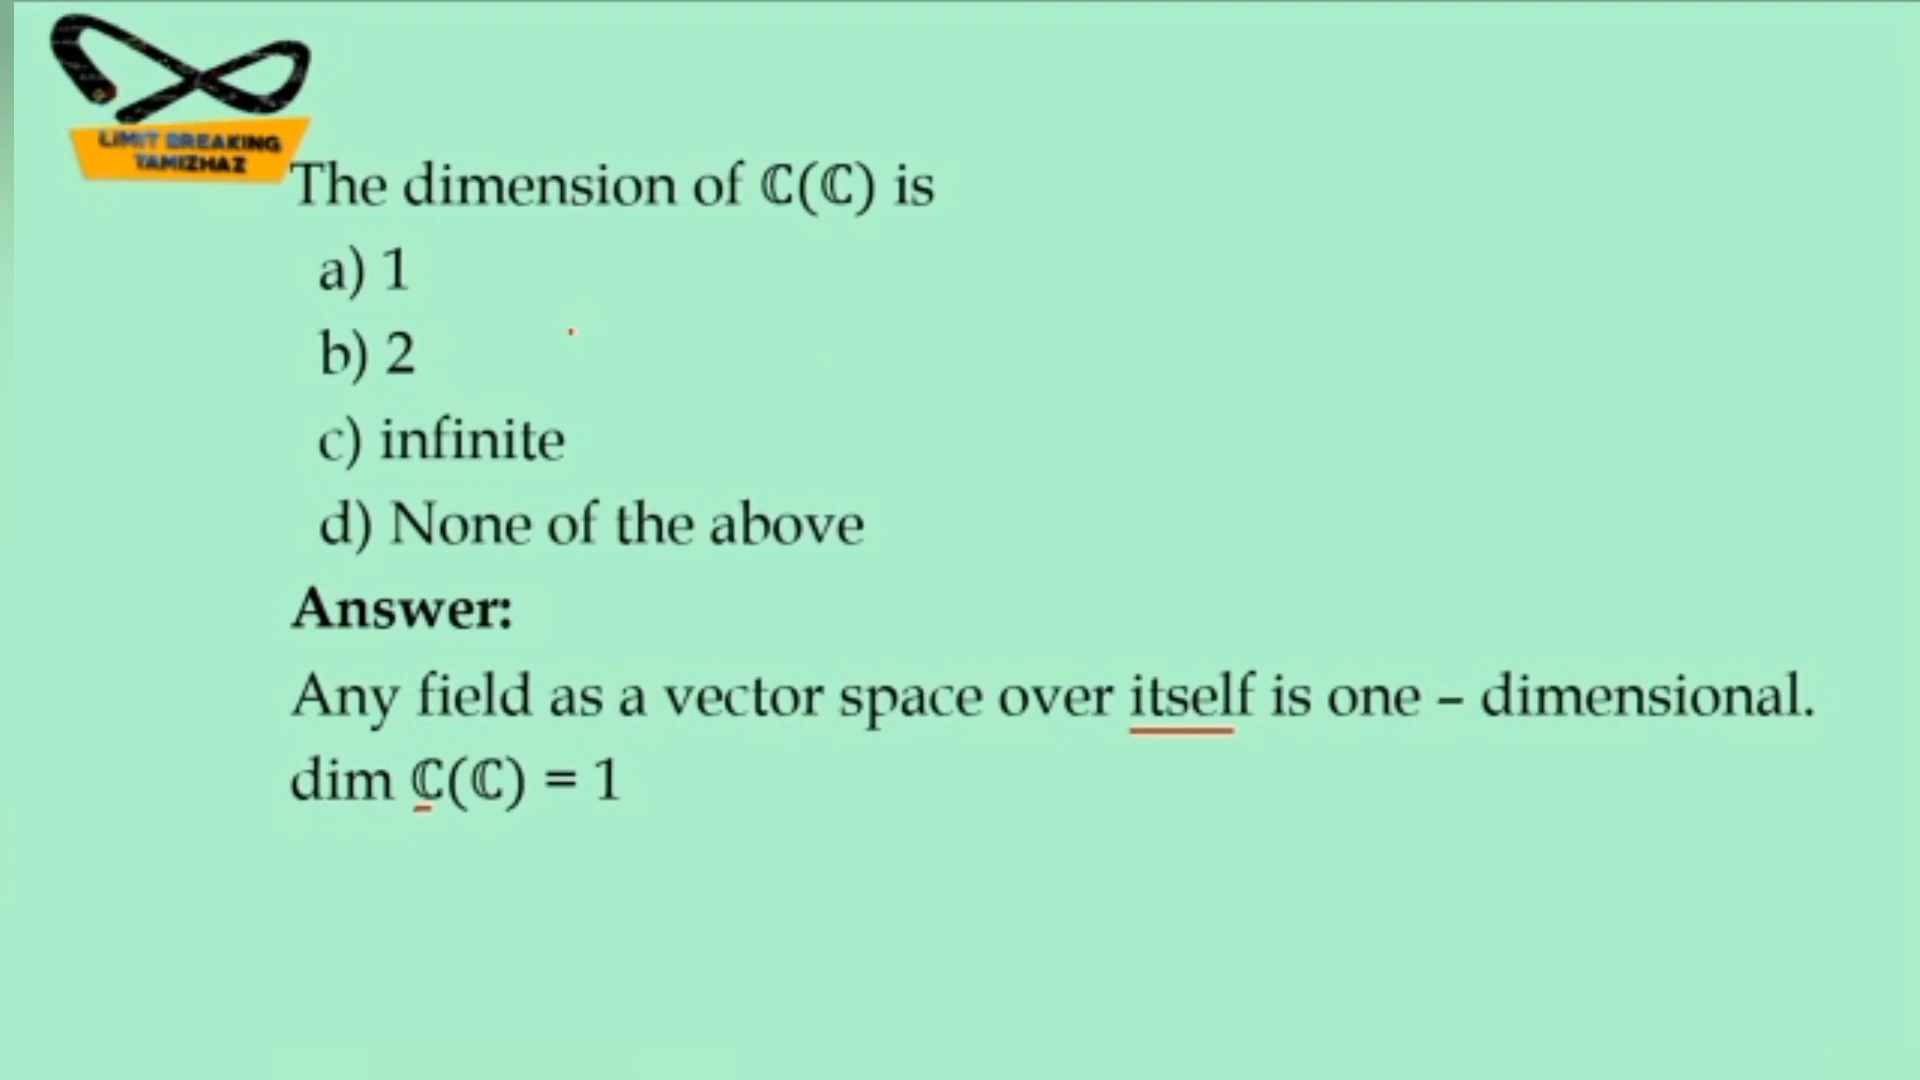 LIMIT BREAKING
TAMIZHAZ
The dimension of ℂ(ℂ) is
a) 1
b) 2
c) infinite
d) None of the above
Answer:
Any field as a vector space over itself is one – dimensional.
dim ℂ(ℂ) = 1